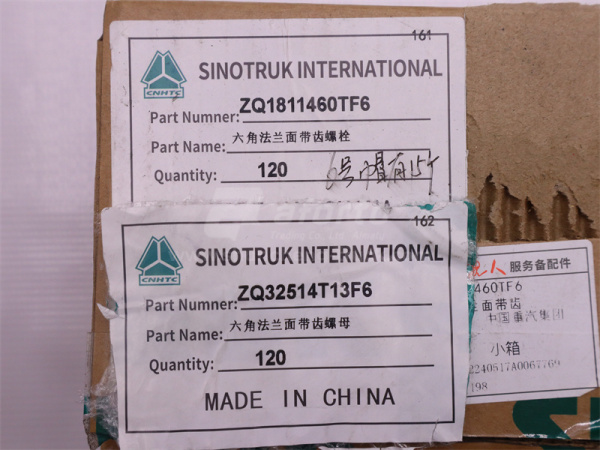 161
CNHTC
SINOTRUK INTERNATIONAL
Part Numner: ZQ1811460TF6
Part Name: 六角法兰面带齿螺栓
Quantity: 120
162
CNHTC
SINOTRUK INTERNATIONAL
Part Numner: ZQ32514T13F6
Part Name: 六角法兰面带齿螺母
Quantity: 120
MADE IN CHINA
人 服务备配件
460TF6
面带齿
中国重汽集团
小箱
2240517A0067769
198